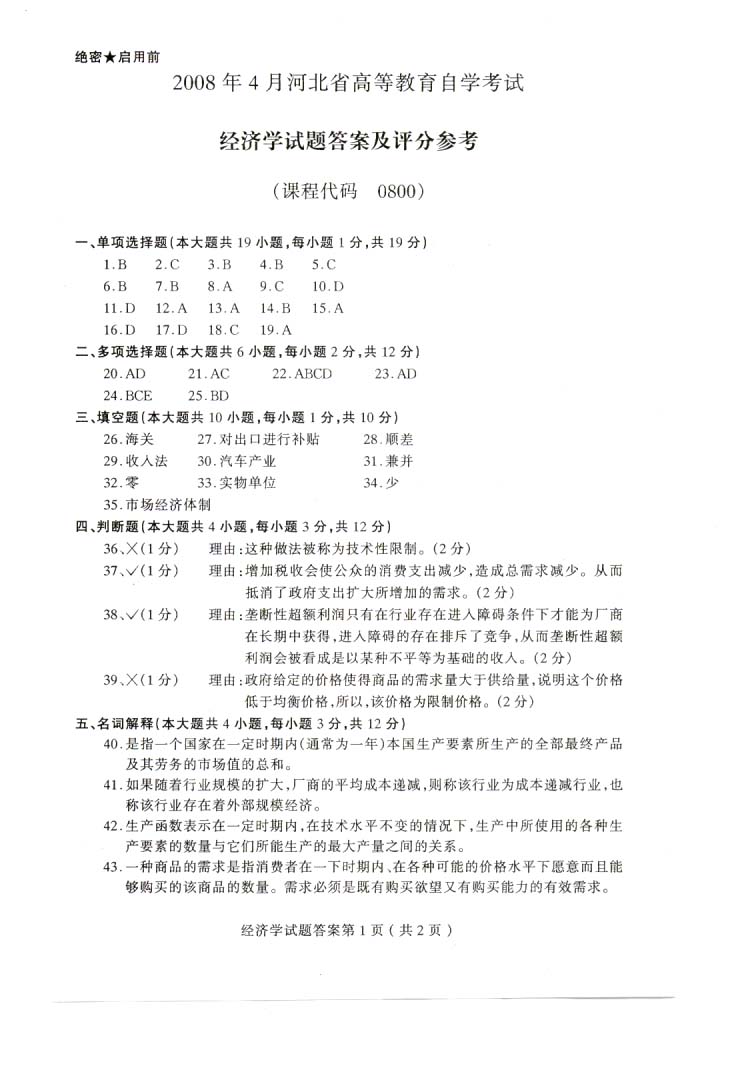 绝密★启用前
2008 年 4 月河北省高等教育自学考试
经济学试题答案及评分参考
(课程代码 0800)
一、单项选择题(本大题共 19 小题,每小题 1 分,共 19 分)
1.B 2.C 3.B 4.B 5.C
6.B 7.B 8.A 9.C 10.D
11.D 12.A 13.A 14.B 15.A
16.D 17.D 18.C 19.A
二、多项选择题(本大题共 6 小题,每小题 2 分,共 12 分)
20.AD 21.AC 22.ABCD 23.AD
24.BCE 25.BD
三、填空题(本大题共 10 小题,每小题 1 分,共 10 分)
26.海关 27.对出口进行补贴 28.顺差
29.收入法 30.汽车产业 31.兼并
32.零 33.实物单位 34.少
35.市场经济体制
四、判断题(本大题共 4 小题,每小题 3 分,共 12 分)
36、×(1 分) 理由:这种做法被称为技术性限制。(2 分)
37、✓(1 分) 理由:增加税收会使公众的消费支出减少,造成总需求减少。从而
抵消了政府支出扩大所增加的需求。(2 分)
38、✓(1 分) 理由:垄断性超额利润只有在行业存在进入障碍条件下才能为厂商
在长期中获得,进入障碍的存在排斥了竞争,从而垄断性超额
利润会被看成是以某种不平等为基础的收入。(2 分)
39、×(1 分) 理由:政府给定的价格使得商品的需求量大于供给量,说明这个价格
低于均衡价格,所以,该价格为限制价格。(2 分)
五、名词解释(本大题共 4 小题,每小题 3 分,共 12 分)
40.是指一个国家在一定时期内(通常为一年)本国生产要素所生产的全部最终产品
及其劳务的市场值的总和。
41.如果随着行业规模的扩大,厂商的平均成本递减,则称该行业为成本递减行业,也
称该行业存在着外部规模经济。
42.生产函数表示在一定时期内,在技术水平不变的情况下,生产中所使用的各种生
产要素的数量与它们所能生产的最大产量之间的关系。
43.一种商品的需求是指消费者在一下时期内、在各种可能的价格水平下愿意而且能
够购买的该商品的数量。需求必须是既有购买欲望又有购买能力的有效需求。
经济学试题答案第 1 页 ( 共 2 页 )